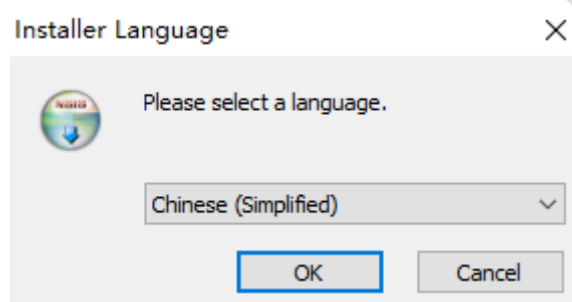 Installer Language
Please select a language.
Chinese (Simplified)
OK
Cancel